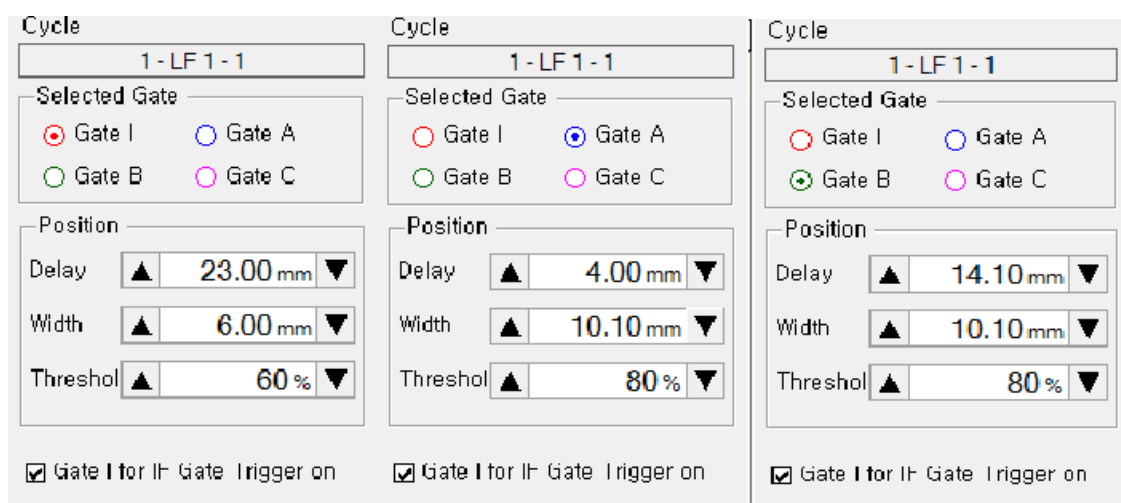 Cycle
1 - LF 1 - 1
Selected Gate
Gate I Gate A
Gate B Gate C
Position
Delay 23.00 mm
Width 6.00 mm
Threshol 60 %
Gate I for IF Gate Trigger on
Cycle
1 - LF 1 - 1
Selected Gate
Gate I Gate A
Gate B Gate C
Position
Delay 4.00 mm
Width 10.10 mm
Threshol 80 %
Gate I for IF Gate Trigger on
Cycle
1 - LF 1 - 1
Selected Gate
Gate I Gate A
Gate B Gate C
Position
Delay 14.10 mm
Width 10.10 mm
Threshol 80 %
Gate I for IF Gate Trigger on